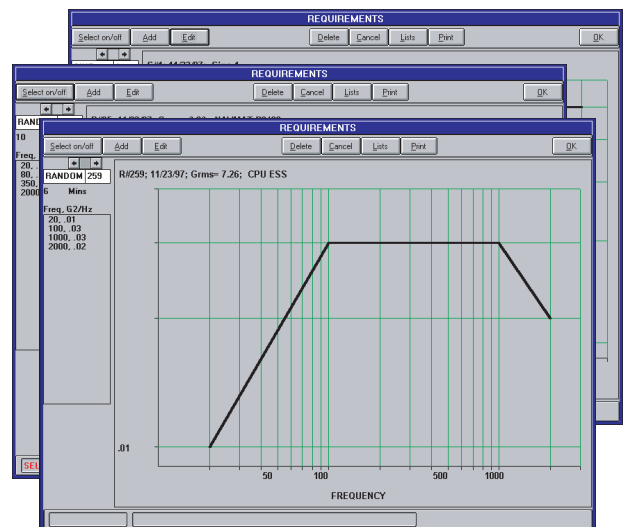 REQUIREMENTS
Select on/off Add Edit Delete Cancel Lists Print OK
REQUIREMENTS
Select on/off Add Edit Delete Cancel Lists Print OK
10
Freq,
20, .
80, .
350,
2000
REQUIREMENTS
Select on/off Add Edit Delete Cancel Lists Print OK
RANDOM 259
R#259; 11/23/97; Grms= 7.26; CPU ESS
6 Mins
Freq, G2/Hz
20, .01
100, .03
1000, .03
2000, .02
.01
50 100 500 1000
FREQUENCY